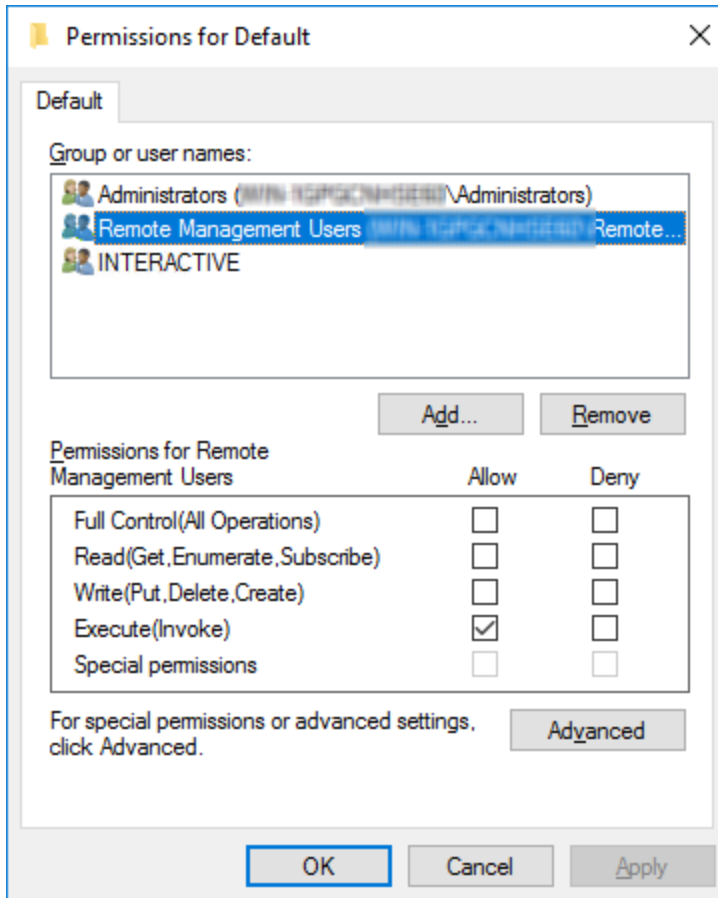 Permissions for Default
Default
Group or user names:
Administrators (\Administrators)
Remote Management Users Remote...
INTERACTIVE
Add... Remove
Permissions for Remote
Management Users Allow Deny
Full Control(All Operations)
Read(Get,Enumerate,Subscribe)
Write(Put,Delete,Create)
Execute(Invoke)
Special permissions
For special permissions or advanced settings,
click Advanced.
Advanced
OK Cancel Apply